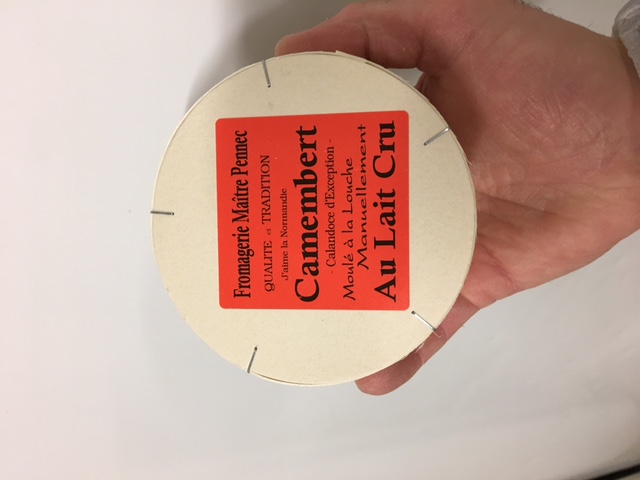 Fromagerie Maître Pennec
QUALITE et TRADITION
J'aime la Normandie
Camembert
- Calandoce d'Exception -
Moulé à la Louche
Manuellement
Au Lait Cru